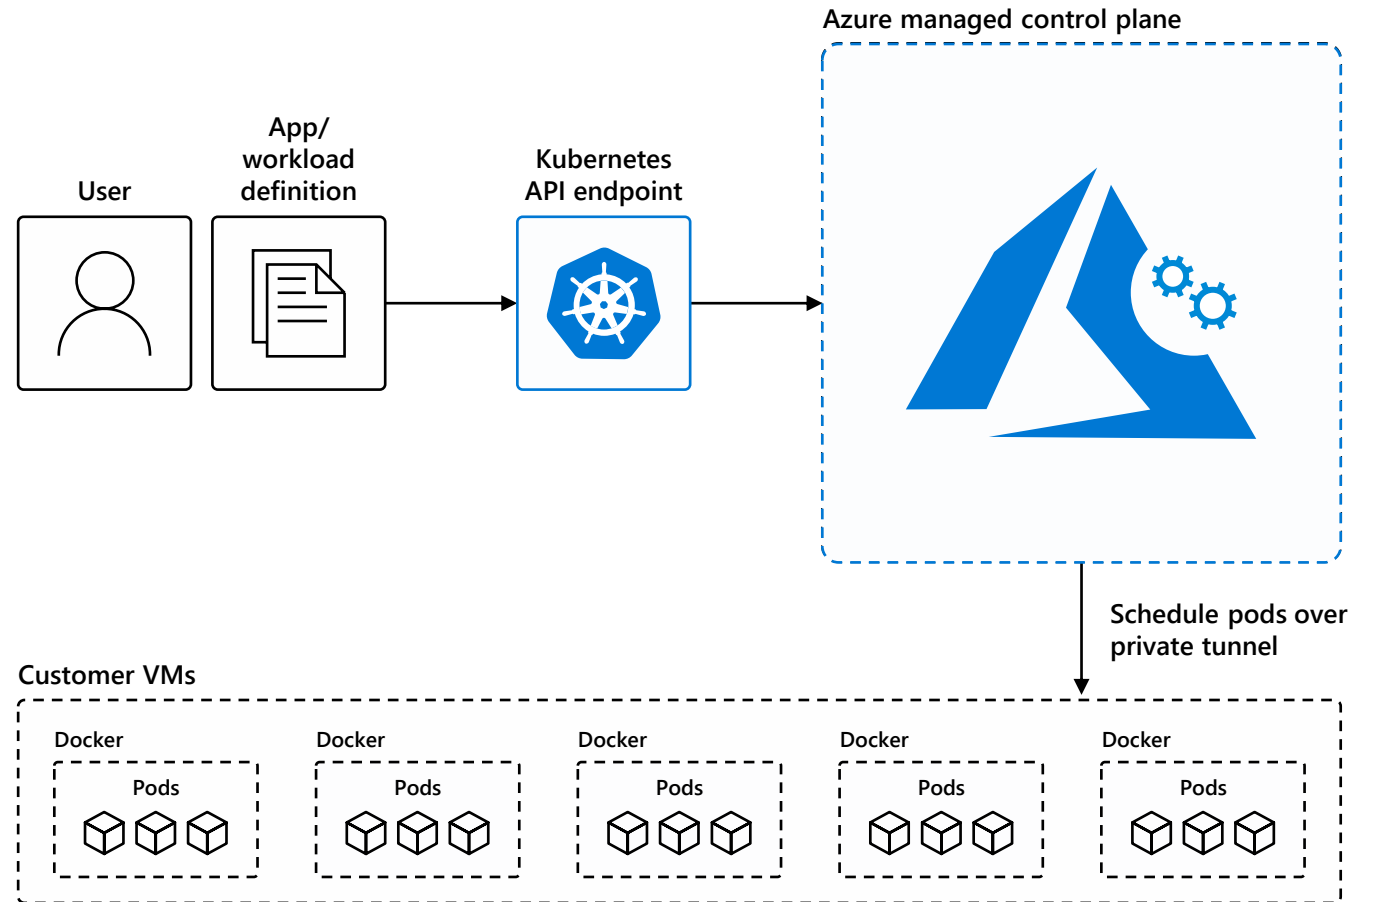 Azure managed control plane
App/
workload
definition
User
Kubernetes
API endpoint
Schedule pods over
private tunnel
Customer VMs
Docker
Docker
Docker
Docker
Docker
Pods
Pods
Pods
Pods
Pods